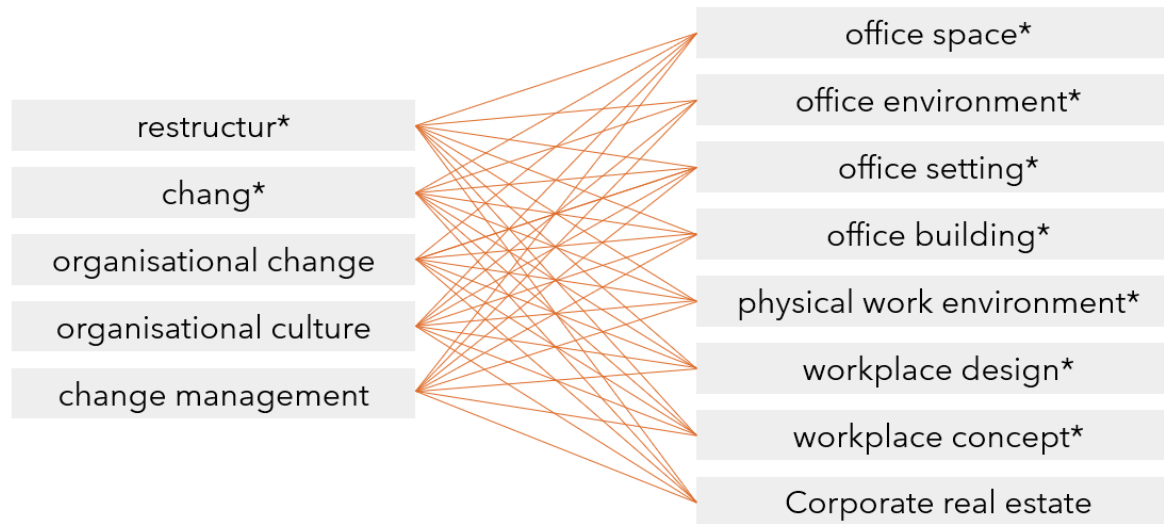 restructur*
chang*
organisational change
organisational culture
change management
office space*
office environment*
office setting*
office building*
physical work environment*
workplace design*
workplace concept*
Corporate real estate